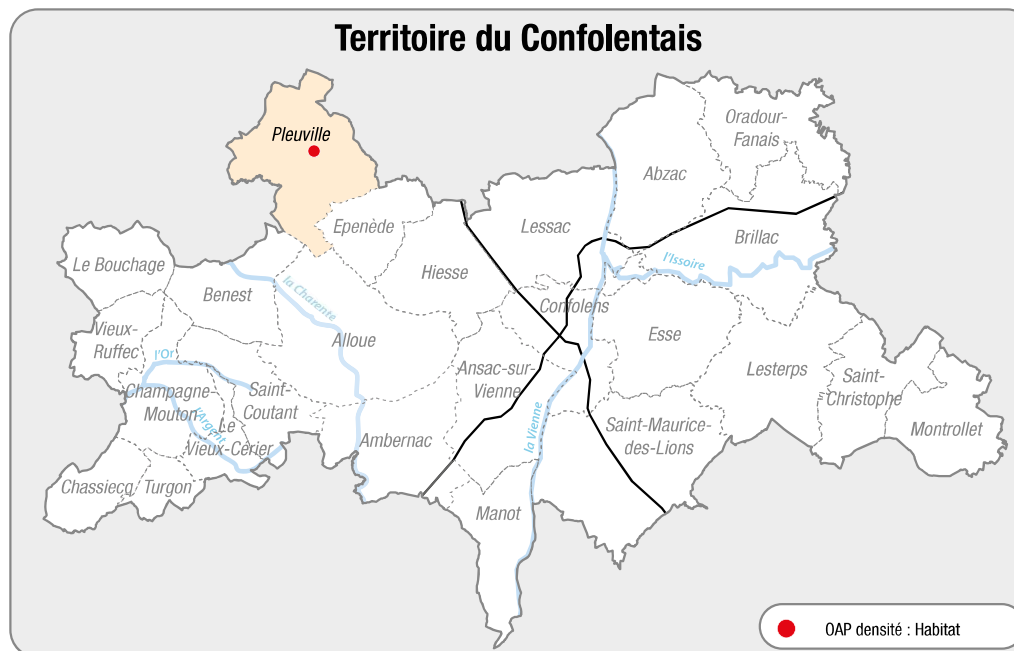 Territoire du Confolentais
Pleuville
Oradour-
Fanais
Abzac
Epenède
Lessac
Brillac
Le Bouchage
Hiesse
l'Issoire
Benest
la Charente
Confolens
Vieux-
Ruffec
Alloue
Esse
l'Or
Ansac-sur-
Vienne
Lesterps
Saint-
Christophe
Champagne-
Mouton
Saint-
Coutant
l'Argent
Le
Vieux-Cérier
Ambernac
la Vienne
Saint-Maurice-
des-Lions
Montrollet
Chassiecq
Turgon
Manot
OAP densité : Habitat